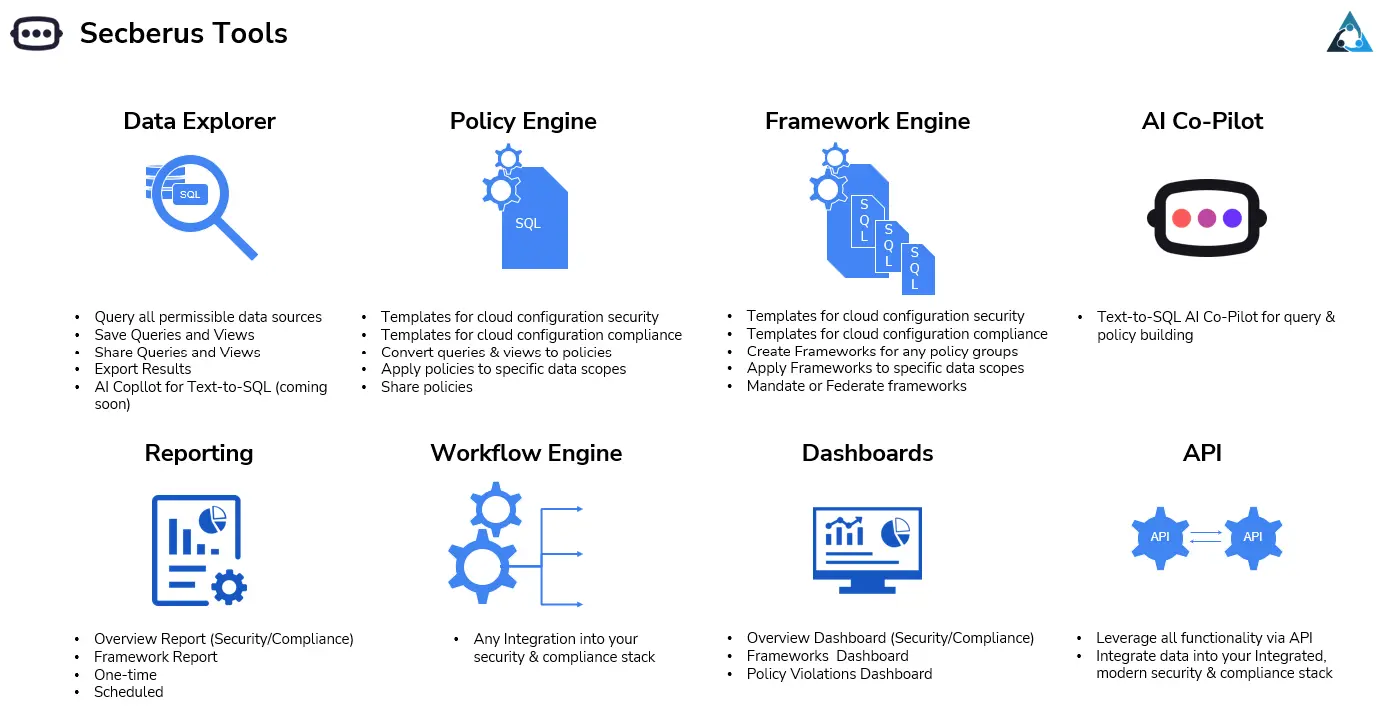 Secberus Tools
Data Explorer
SQL
• Query all permissible data sources
• Save Queries and Views
• Share Queries and Views
• Export Results
• AI Copllot for Text-to-SQL (coming
soon)
Policy Engine
SQL
• Templates for cloud configuration security
• Templates for cloud configuration compliance
• Convert queries & views to policies
• Apply policies to specific data scopes
• Share policies
Framework Engine
S
Q
L
S
Q
L
S
Q
L
• Templates for cloud configuration security
• Templates for cloud configuration compliance
• Create Frameworks for any policy groups
• Apply Frameworks to specific data scopes
• Mandate or Federate frameworks
AI Co-Pilot
• Text-to-SQL AI Co-Pilot for query &
policy building
Reporting
• Overview Report (Security/Compliance)
• Framework Report
• One-time
• Scheduled
Workflow Engine
• Any Integration into your
security & compliance stack
Dashboards
• Overview Dashboard (Security/Compliance)
• Frameworks Dashboard
• Policy Violations Dashboard
API
API
API
• Leverage all functionality via API
• Integrate data into your Integrated,
modern security & compliance stack